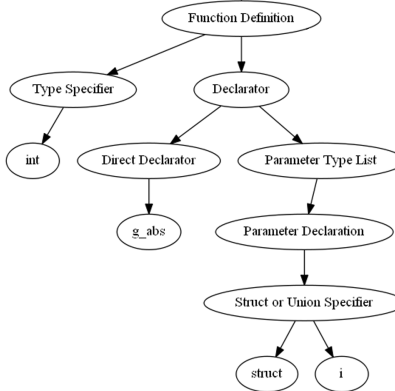 Function Definition
Type Specifier
Declarator
int
Direct Declarator
Parameter Type List
g_abs
Parameter Declaration
Struct or Union Specifier
struct
i